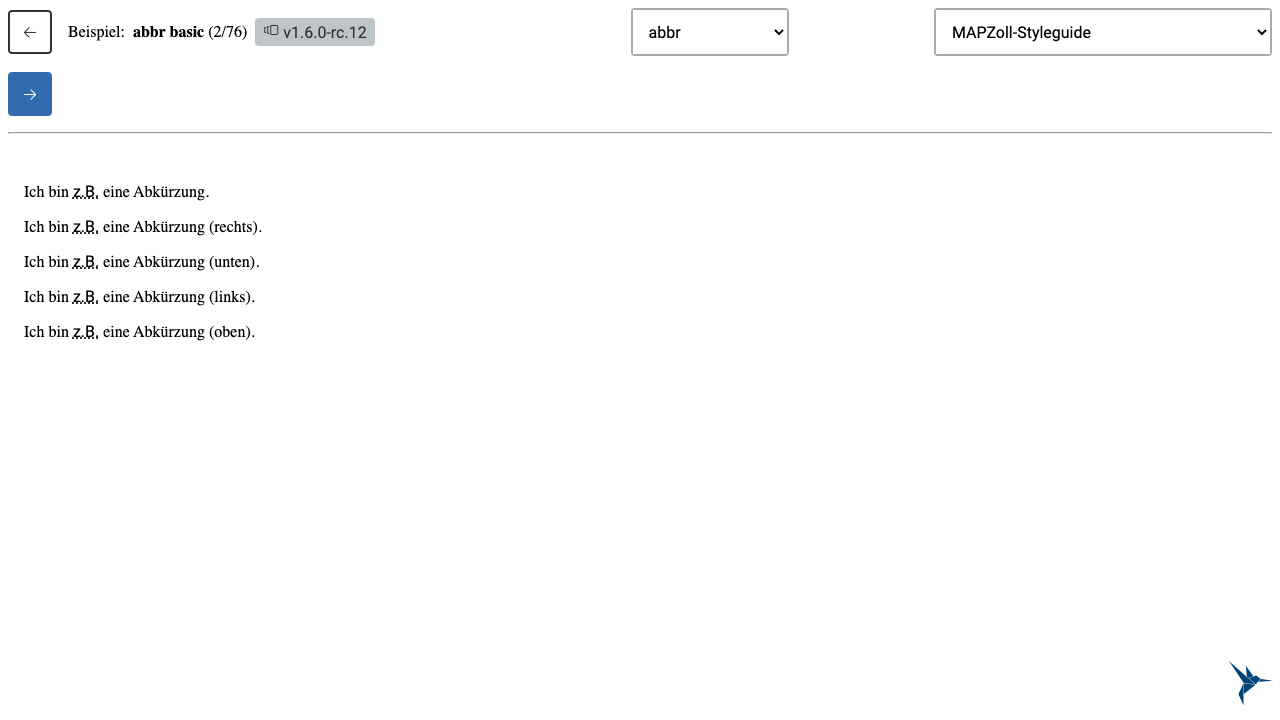 Beispiel: abbr basic (2/76) v1.6.0-rc.12 abbr MAPZoll-Styleguide
Ich bin z.B. eine Abkürzung.
Ich bin z.B. eine Abkürzung (rechts).
Ich bin z.B. eine Abkürzung (unten).
Ich bin z.B. eine Abkürzung (links).
Ich bin z.B. eine Abkürzung (oben).